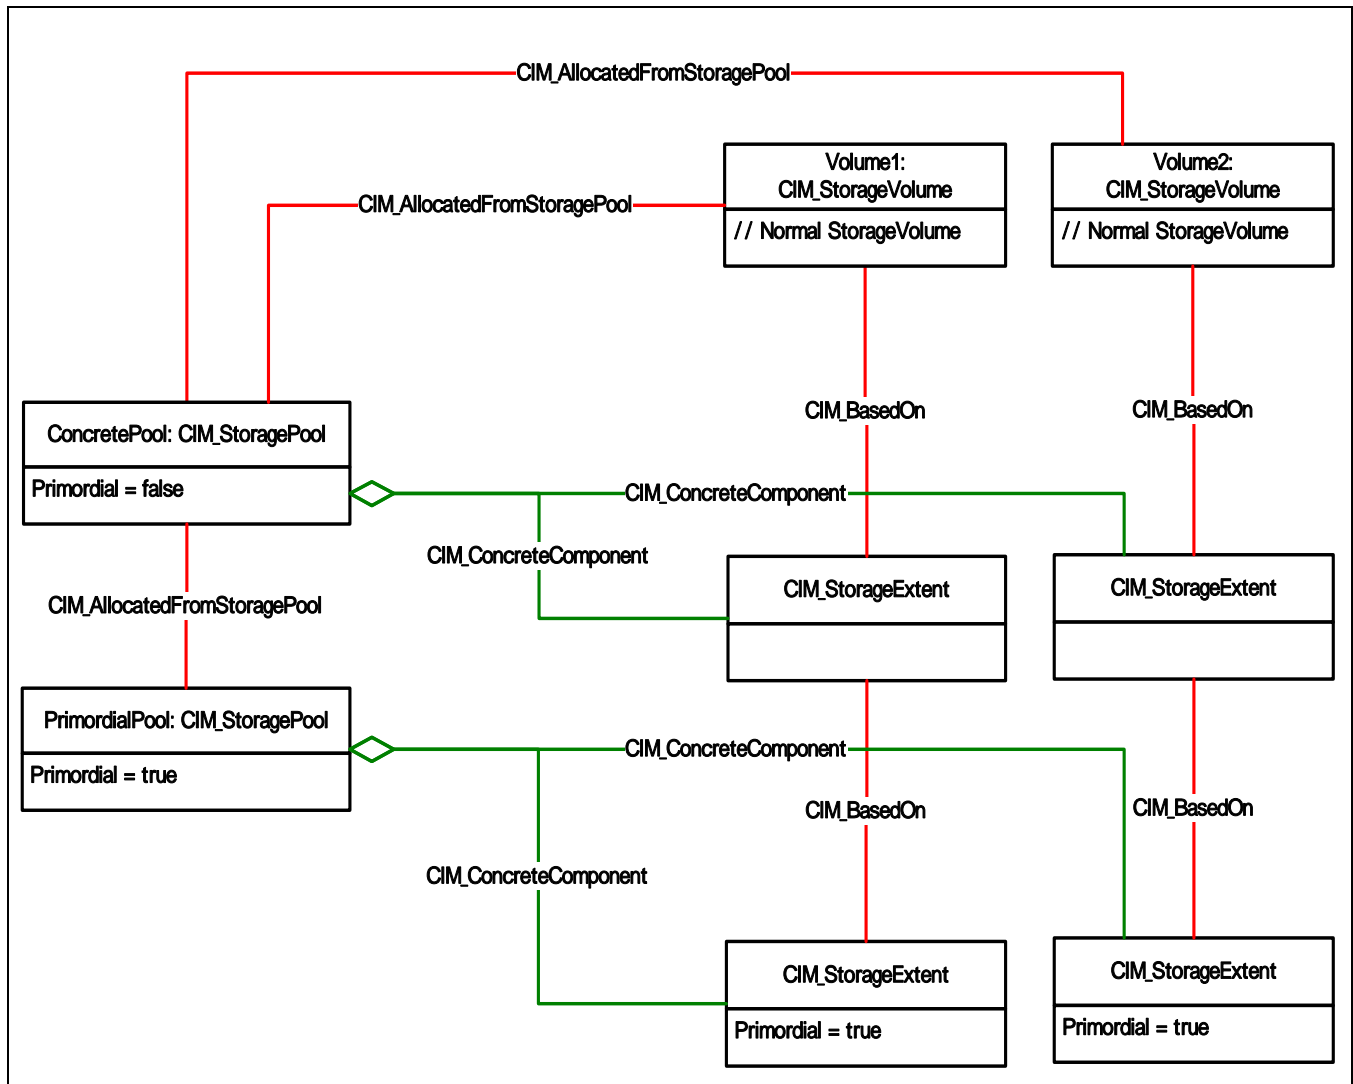 CIM_AllocatedFromStoragePool
Volume1:
CIM_StorageVolume
// Normal StorageVolume
Volume2:
CIM_StorageVolume
// Normal StorageVolume
CIM_AllocatedFromStoragePool
CIM_BasedOn
CIM_BasedOn
ConcretePool: CIM_StoragePool
Primordial = false
CIM_ConcreteComponent
CIM_ConcreteComponent
CIM_StorageExtent
CIM_StorageExtent
CIM_AllocatedFromStoragePool
PrimordialPool: CIM_StoragePool
Primordial = true
CIM_ConcreteComponent
CIM_BasedOn
CIM_BasedOn
CIM_ConcreteComponent
CIM_StorageExtent
Primordial = true
CIM_StorageExtent
Primordial = true